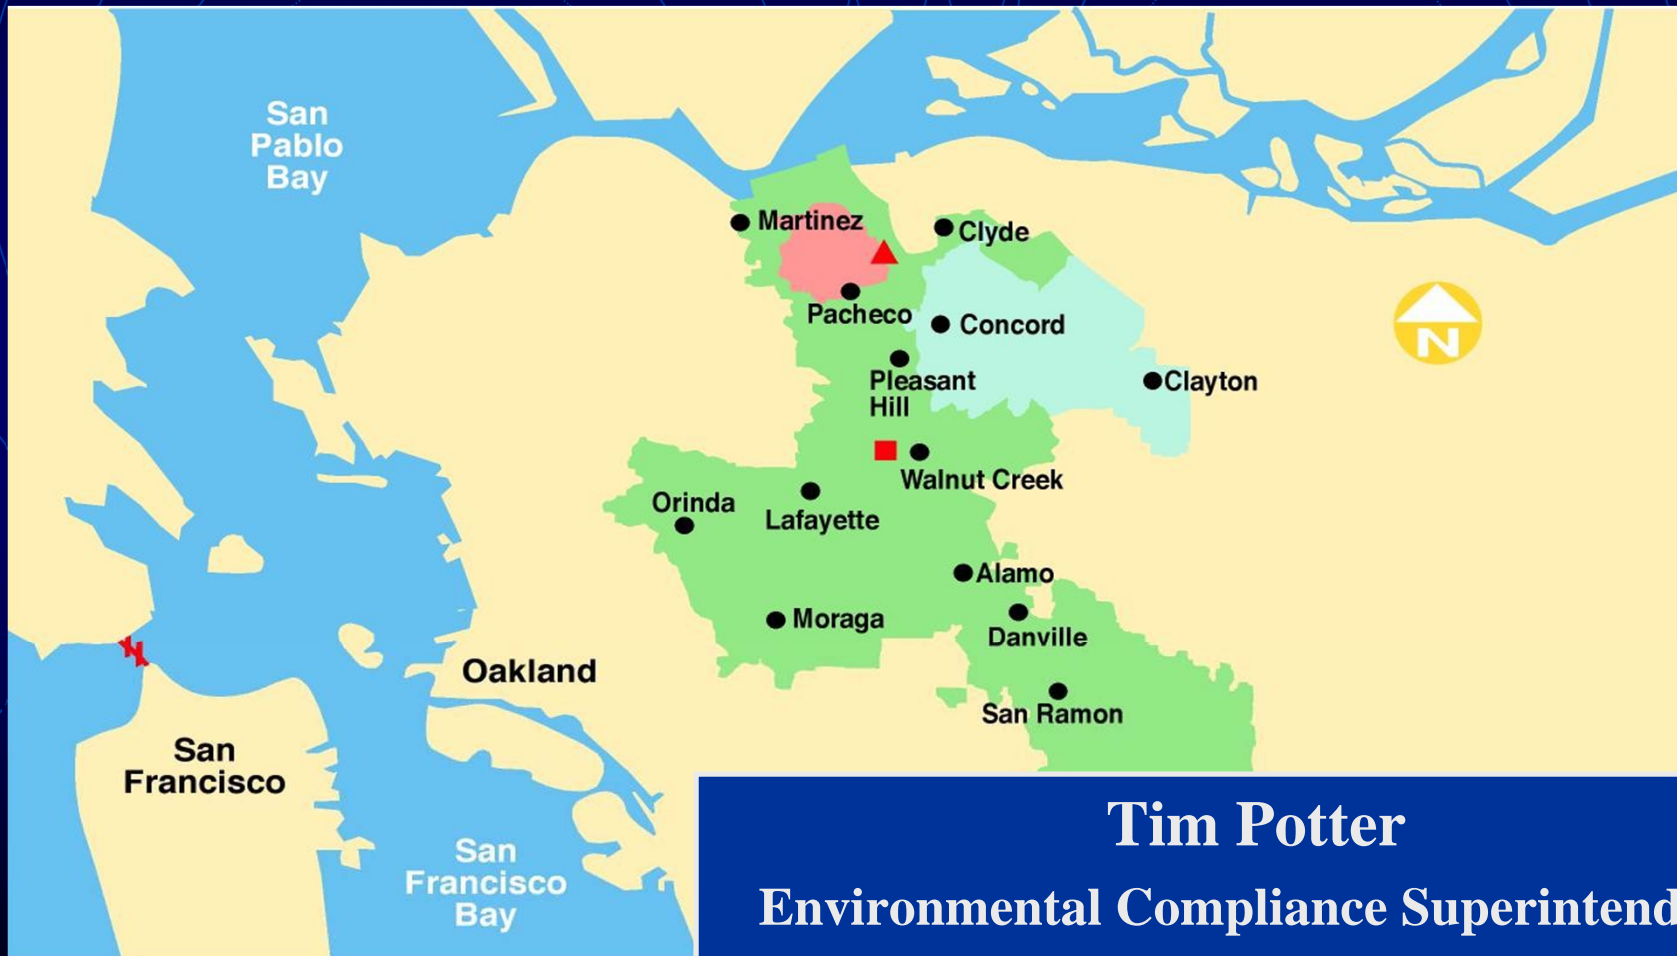 San
Pablo
Bay
Martinez
Clyde
Pacheco
Concord
N
Pleasant
Hill
Clayton
Walnut Creek
Orinda
Lafayette
Alamo
Moraga
Danville
Oakland
San Ramon
San
Francisco
San
Francisco
Bay
Tim Potter
Environmental Compliance Superintend